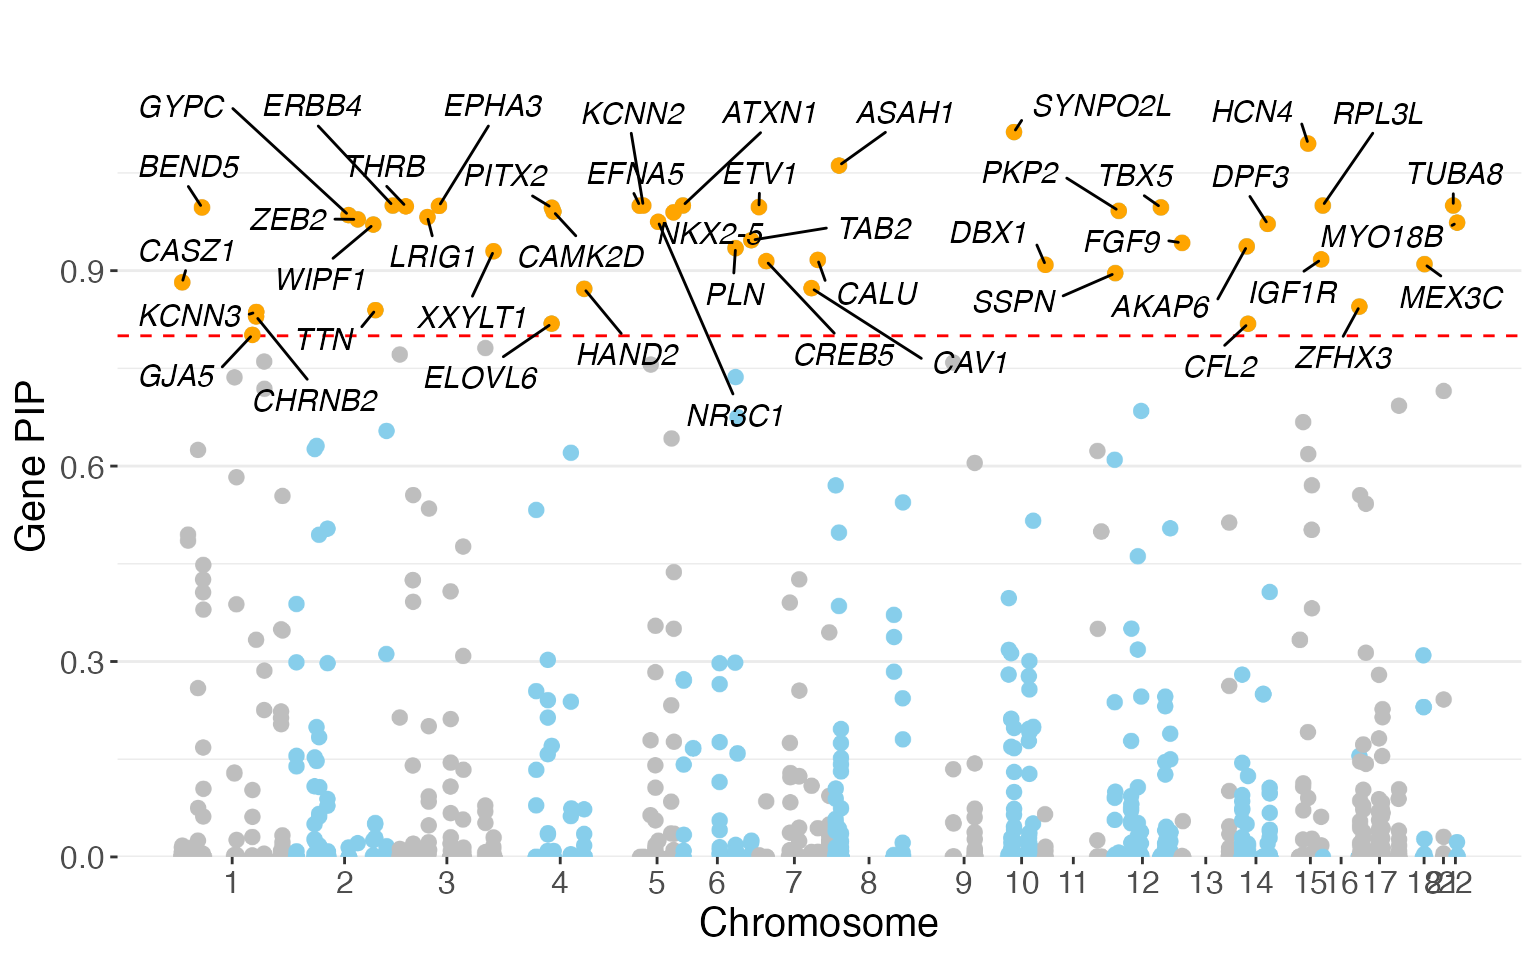 GYPC ERBB4 EPHA3 KCNN2 ATXN1 ASAH1 SYNPO2L HCN4 RPL3L
BEND5 THRB PITX2 EFNA5 ETV1 PKP2 TBX5 DPF3 TUBA8
ZEB2 NKX2-5 TAB2 DBX1 FGF9 MYO18B
CASZ1 WIPF1 LRIG1 CAMK2D
PLN CALU SSPN AKAP6 IGF1R MEX3C
KCNN3 TTN XXYLT1
GJA5 ELOVL6 HAND2 CREB5 CAV1 CFL2 ZFHX3
CHRNB2 NR3C1
Gene PIP
0.9
0.6
0.3
0.0
1 2 3 4 5 6 7 8 9 10 11 12 13 14 15 16 17 18 21 22
Chromosome